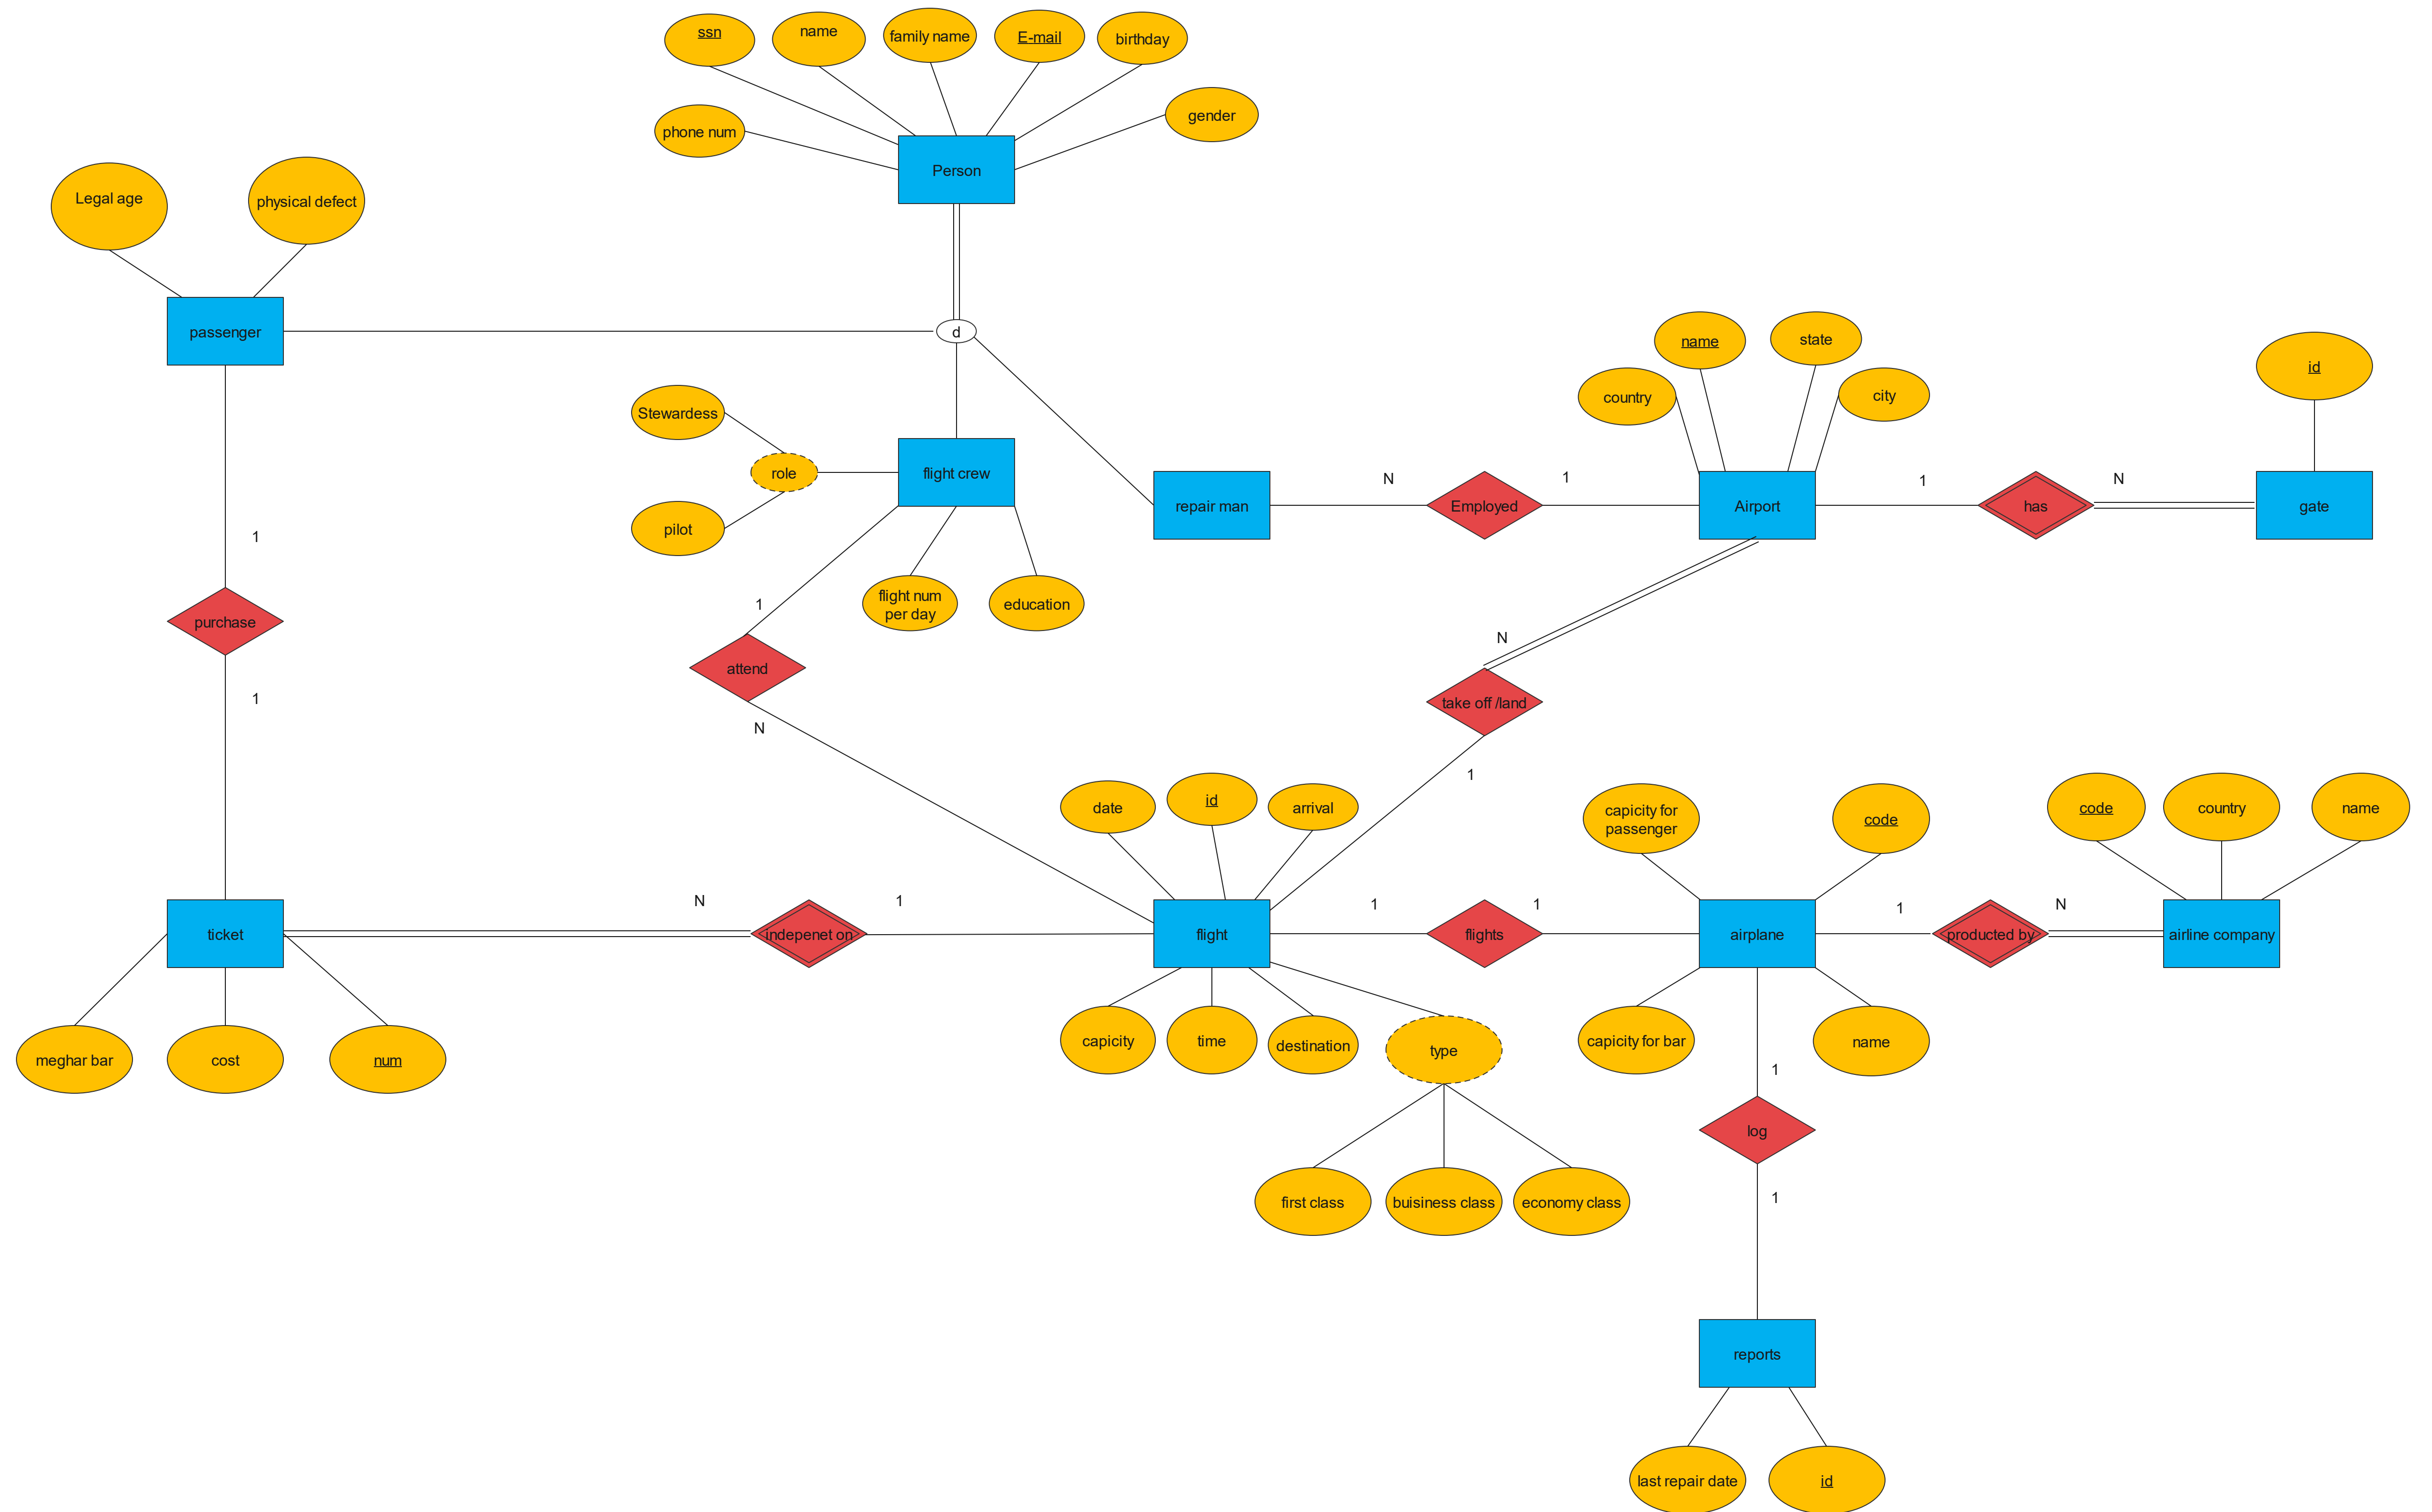 ssn
name
family name
E-mail
birthday
phone num
gender
Person
Legal age
physical defect
passenger
d
Stewardess
role
pilot
flight crew
flight num
per day
education
repair man
N
Employed
1
country
name
state
city
Airport
1
has
N
id
gate
1
purchase
1
1
attend
N
N
take off /land
1
date
id
arrival
capicity for
passenger
code
code
country
name
ticket
N
indepenet on
1
flight
1
flights
1
airplane
1
producted by
N
airline company
meghar bar
cost
num
capicity
time
destination
type
capicity for bar
name
first class
buisiness class
economy class
1
log
1
reports
last repair date
id